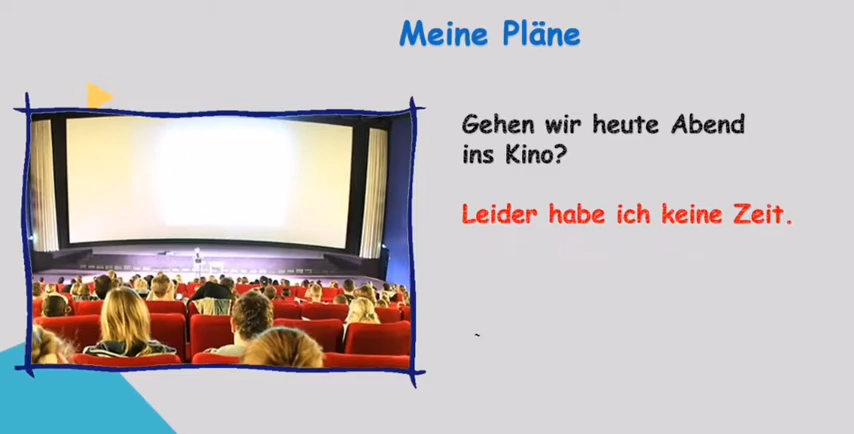 Meine Pläne
Gehen wir heute Abend
ins Kino?
Leider habe ich keine Zeit.